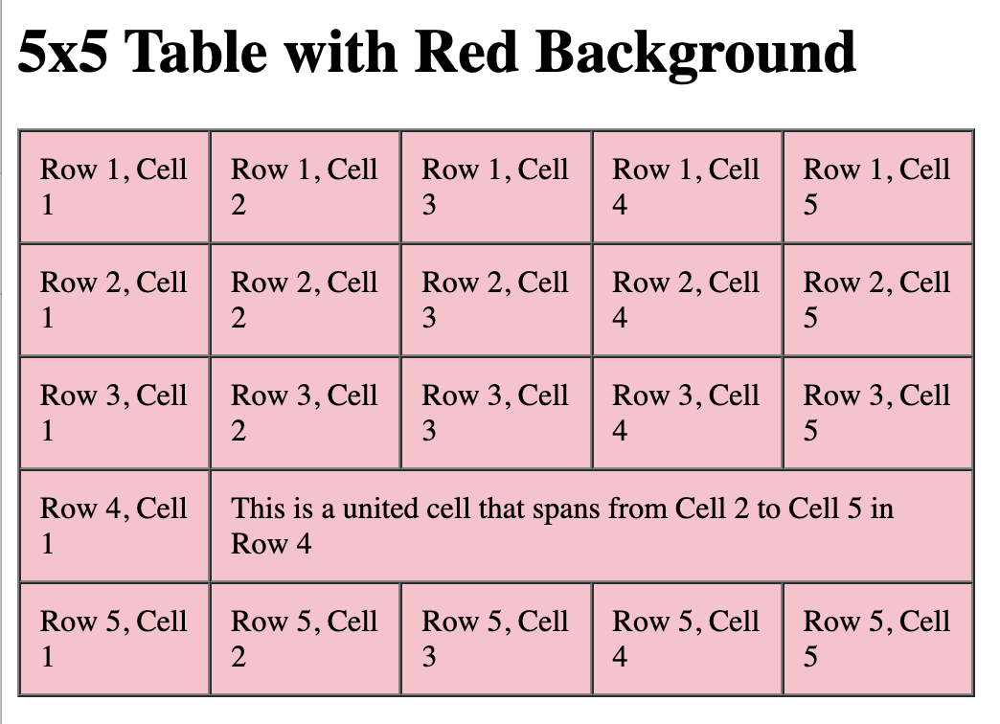 5x5 Table with Red Background
Row 1, Cell
1
Row 1, Cell
2
Row 1, Cell
3
Row 1, Cell
4
Row 1, Cell
5
Row 2, Cell
1
Row 2, Cell
2
Row 2, Cell
3
Row 2, Cell
4
Row 2, Cell
5
Row 3, Cell
1
Row 3, Cell
2
Row 3, Cell
3
Row 3, Cell
4
Row 3, Cell
5
Row 4, Cell
1
This is a united cell that spans from Cell 2 to Cell 5 in
Row 4
Row 5, Cell
1
Row 5, Cell
2
Row 5, Cell
3
Row 5, Cell
4
Row 5, Cell
5